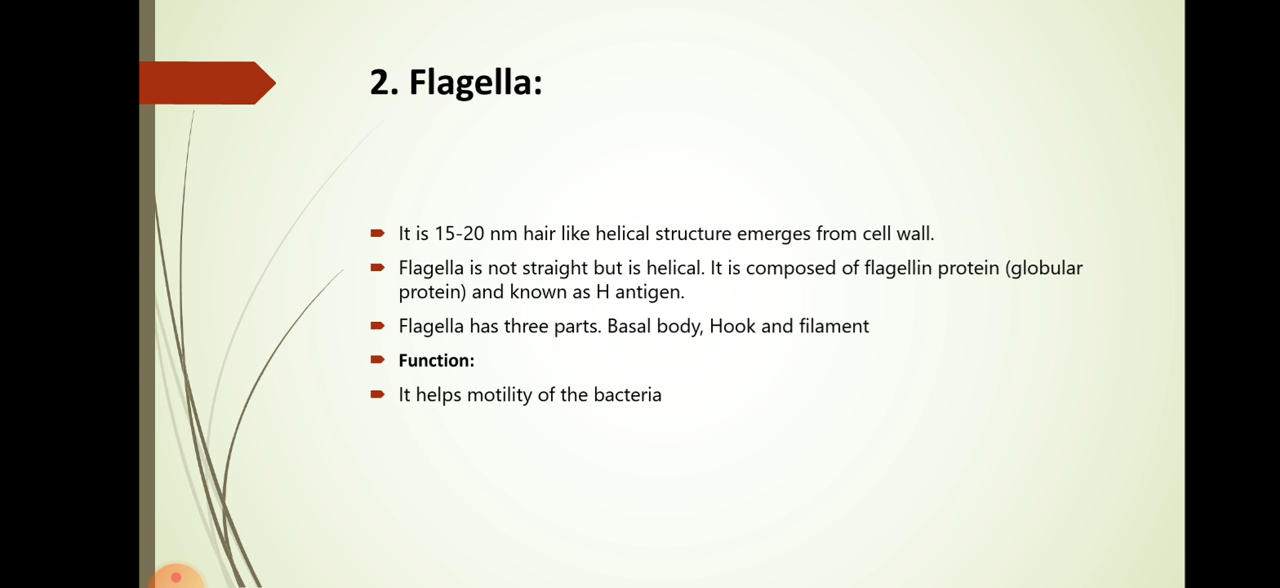 2. Flagella:
It is 15-20 nm hair like helical structure emerges from cell wall.
Flagella is not straight but is helical. It is composed of flagellin protein (globular
protein) and known as H antigen.
Flagella has three parts. Basal body, Hook and filament
Function:
It helps motility of the bacteria